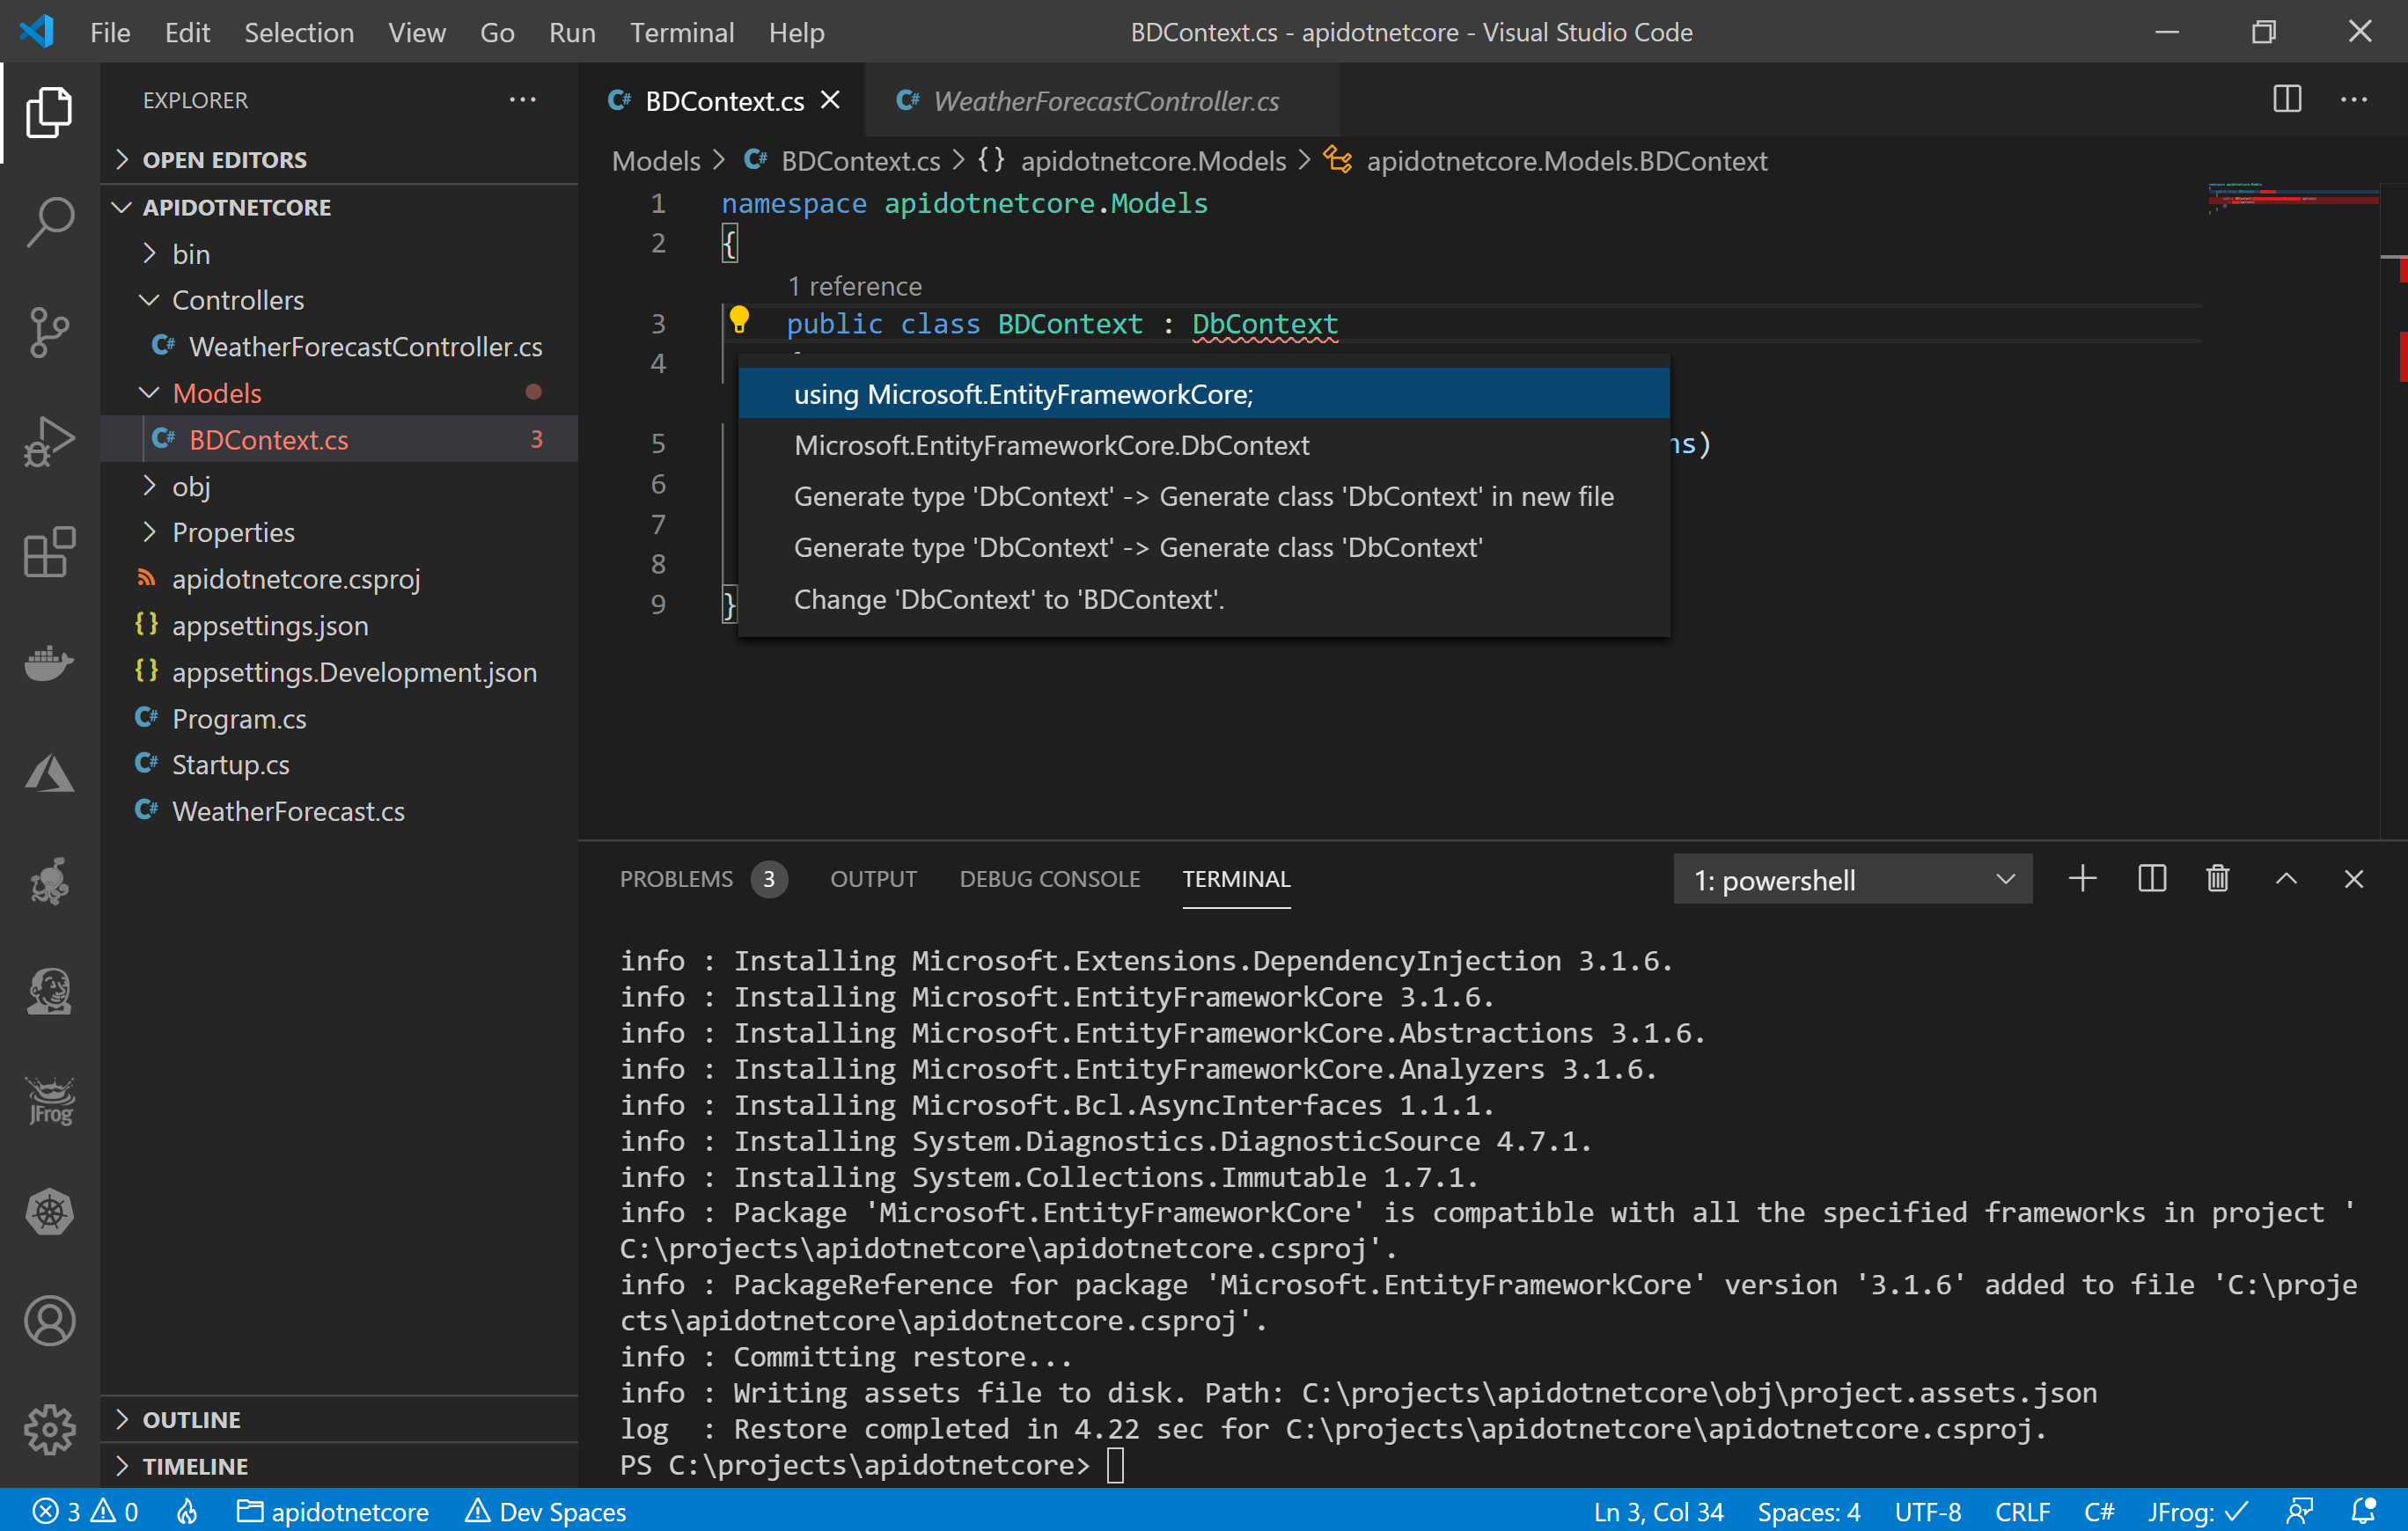 File Edit Selection View Go Run Terminal Help
BDContext.cs - apidotnetcore - Visual Studio Code
EXPLORER
OPEN EDITORS
APIDOTNETCORE
bin
Controllers
WeatherForecastController.cs
Models
BDContext.cs 3
obj
Properties
apidotnetcore.csproj
appsettings.json
appsettings.Development.json
Program.cs
Startup.cs
WeatherForecast.cs
OUTLINE
TIMELINE
BDContext.cs WeatherForecastController.cs
Models > BDContext.cs > {} apidotnetcore.Models > apidotnetcore.Models.BDContext
1 namespace apidotnetcore.Models
2 {
1 reference
3 public class BDContext : DbContext
4
using Microsoft.EntityFrameworkCore;
Microsoft.EntityFrameworkCore.DbContext
5 ns)
Generate type 'DbContext' -> Generate class 'DbContext' in new file
6
7
Generate type 'DbContext' -> Generate class 'DbContext'
8
Change 'DbContext' to 'BDContext'.
9 }
PROBLEMS 3 OUTPUT DEBUG CONSOLE TERMINAL 1: powershell
info : Installing Microsoft.Extensions.DependencyInjection 3.1.6.
info : Installing Microsoft.EntityFrameworkCore 3.1.6.
info : Installing Microsoft.EntityFrameworkCore.Abstractions 3.1.6.
info : Installing Microsoft.EntityFrameworkCore.Analyzers 3.1.6.
info : Installing Microsoft.Bcl.AsyncInterfaces 1.1.1.
info : Installing System.Diagnostics.DiagnosticSource 4.7.1.
info : Installing System.Collections.Immutable 1.7.1.
info : Package 'Microsoft.EntityFrameworkCore' is compatible with all the specified frameworks in project '
C:\projects\apidotnetcore\apidotnetcore.csproj'.
info : PackageReference for package 'Microsoft.EntityFrameworkCore' version '3.1.6' added to file 'C:\proje
cts\apidotnetcore\apidotnetcore.csproj'.
info : Committing restore...
info : Writing assets file to disk. Path: C:\projects\apidotnetcore\obj\project.assets.json
log  : Restore completed in 4.22 sec for C:\projects\apidotnetcore\apidotnetcore.csproj.
PS C:\projects\apidotnetcore>
JFrog
3 0 apidotnetcore Dev Spaces Ln 3, Col 34 Spaces: 4 UTF-8 CRLF C# JFrog: